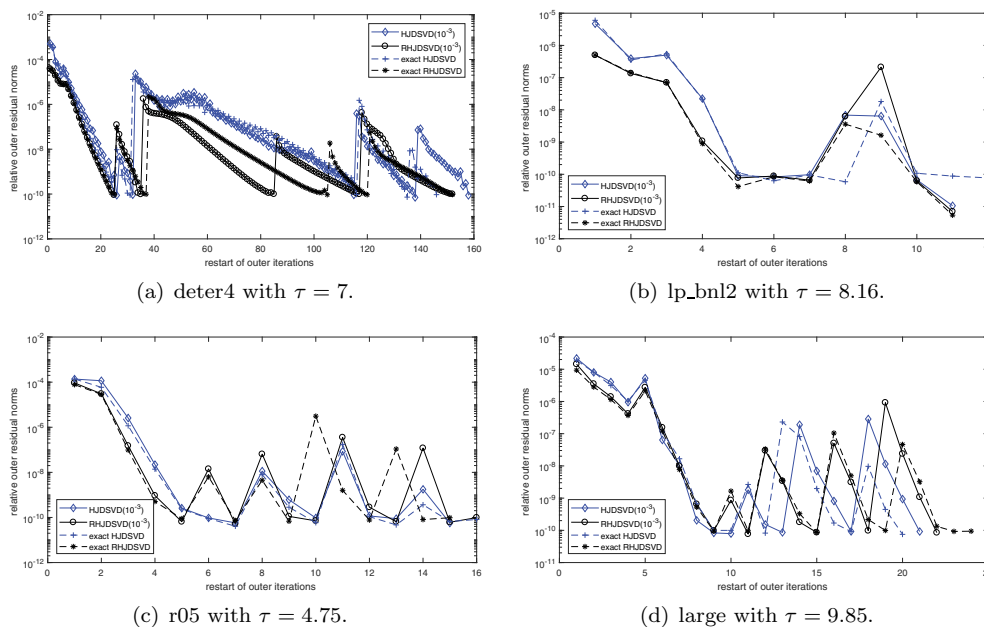 10^-2
10^-4
10^-6
10^-8
10^-10
10^-12
relative outer residual norms
HJDSVD(10^-3)
RHJDSVD(10^-3)
exact HJDSVD
exact RHJDSVD
0 20 40 60 80 100 120 140 160
restart of outer iterations
(a) deter4 with τ = 7.
10^-5
10^-6
10^-7
10^-8
10^-9
10^-10
10^-11
10^-12
relative outer residual norms
HJDSVD(10^-3)
RHJDSVD(10^-3)
exact HJDSVD
exact RHJDSVD
0 2 4 6 8 10
restart of outer iterations
(b) lp_bnl2 with τ = 8.16.
10^-2
10^-4
10^-6
10^-8
10^-10
10^-12
relative outer residual norms
HJDSVD(10^-3)
RHJDSVD(10^-3)
exact HJDSVD
exact RHJDSVD
0 2 4 6 8 10 12 14 16
restart of outer iterations
(c) r05 with τ = 4.75.
10^-4
10^-5
10^-6
10^-7
10^-8
10^-9
10^-10
10^-11
relative outer residual norms
HJDSVD(10^-3)
RHJDSVD(10^-3)
exact HJDSVD
exact RHJDSVD
0 5 10 15 20
restart of outer iterations
(d) large with τ = 9.85.